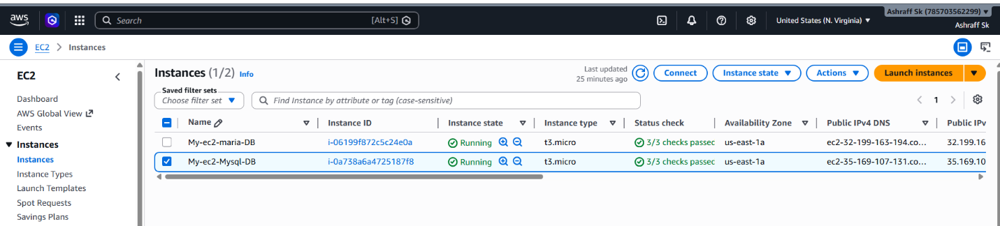 aws
Search
[Alt+S]
United States (N. Virginia)
Ashraff Sk (785703562299)
Ashraff Sk
EC2 > Instances
EC2
Dashboard
AWS Global View
Events
Instances
Instances
Instance Types
Launch Templates
Spot Requests
Savings Plans
Instances (1/2) Info
Last updated
25 minutes ago
Connect
Instance state
Actions
Launch instances
Saved filter sets
Choose filter set
Find Instance by attribute or tag (case-sensitive)
1
Name Instance ID Instance state Instance type Status check Availability Zone Public IPv4 DNS Public IPv
My-ec2-maria-DB i-06199f872c5c24e0a Running t3.micro 3/3 checks passec us-east-1a ec2-32-199-163-194.co... 32.199.16
My-ec2-Mysql-DB i-0a738a6a4725187f8 Running t3.micro 3/3 checks passec us-east-1a ec2-35-169-107-131.co... 35.169.10